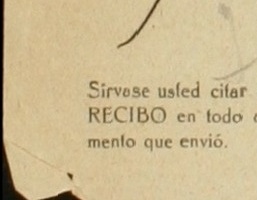 Sirvase usted citar
RECIBO en todo
mento que envió.